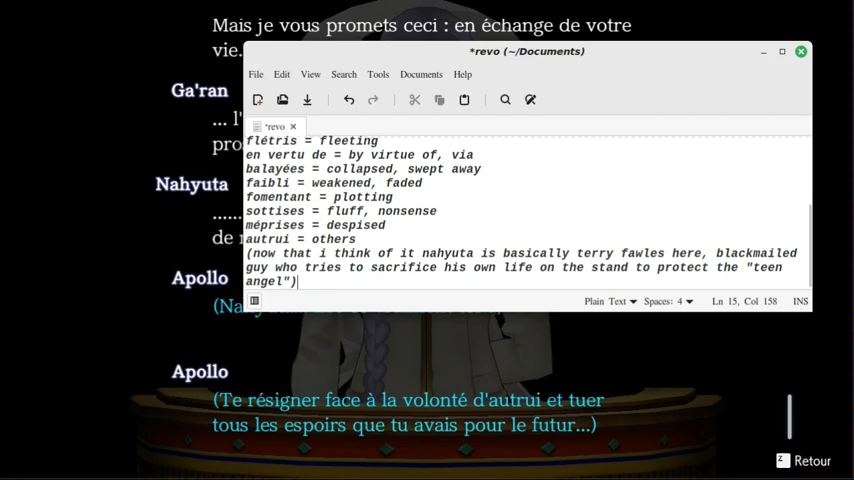 Mais je vous promets ceci : en échange de votre
vie.
*revo (~/Documents)
File Edit View Search Tools Documents Help
*revo
Ga'ran
... l'
pro
Nahyuta
de
Apollo
flétris = fleeting
en vertu de = by virtue of, via
balayées = collapsed, swept away
faibli = weakened, faded
fomentant = plotting
sottises = fluff, nonsense
méprises = despised
autrui = others
(now that i think of it nahyuta is basically terry fawles here, blackmailed
guy who tries to sacrifice his own life on the stand to protect the "teen
angel")
Plain Text Spaces: 4 Ln 15, Col 158 INS
Apollo
(Te résigner face à la volonté d'autrui et tuer
tous les espoirs que tu avais pour le futur...)
Z Retour